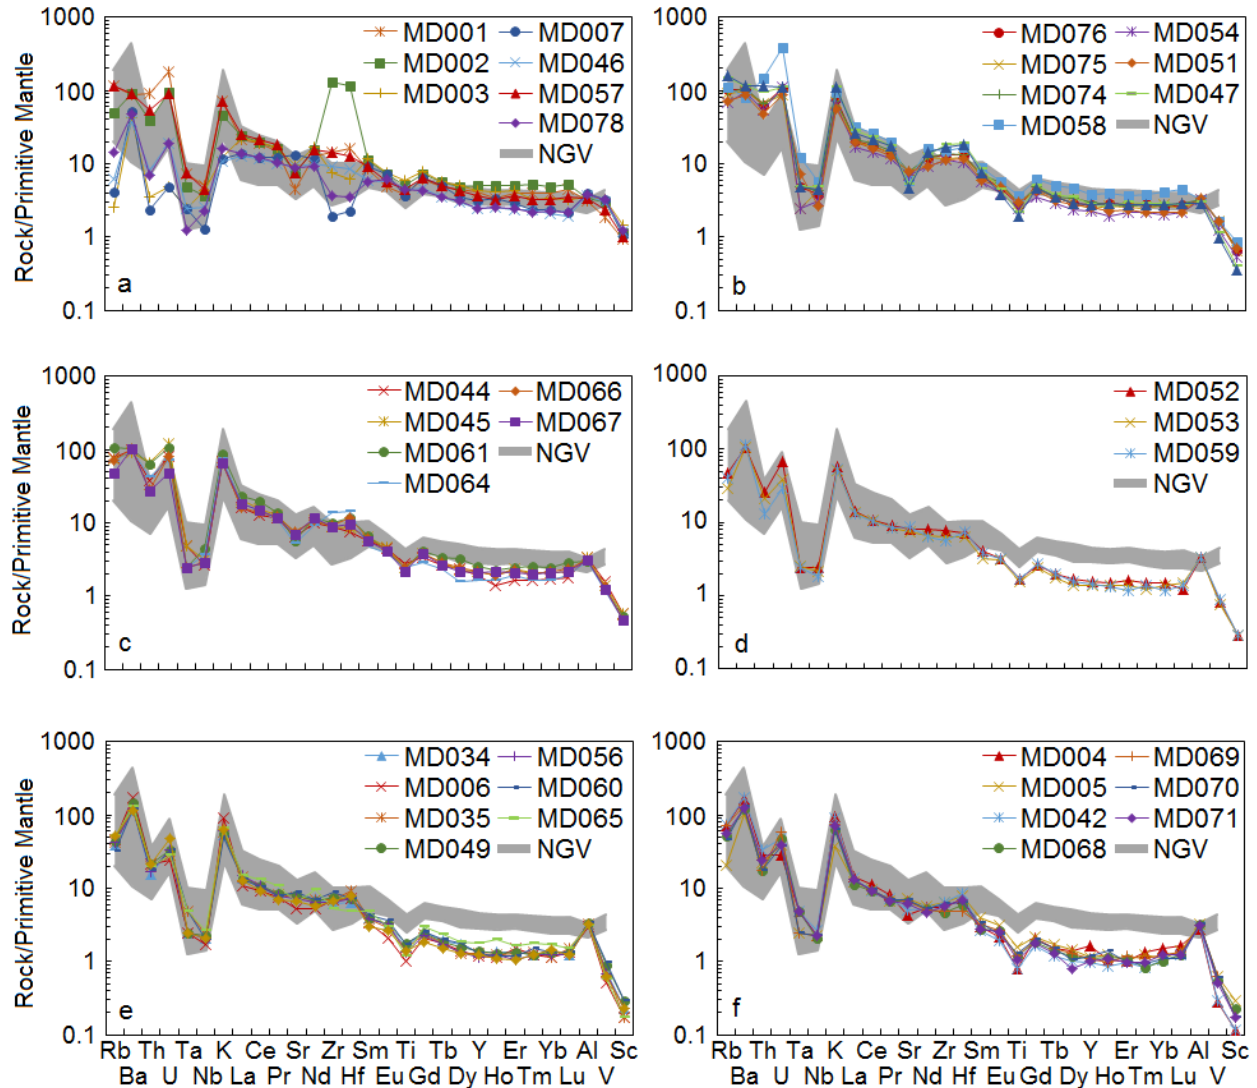 1000
100
10
1
0.1
Rock/Primitive Mantle
MD001 MD007
MD002 MD046
MD003 MD057
MD078
NGV
a
1000
100
10
1
0.1
MD076 MD054
MD075 MD051
MD074 MD047
MD058 NGV
b
1000
100
10
1
0.1
Rock/Primitive Mantle
MD044 MD066
MD045 MD067
MD061 NGV
MD064
c
1000
100
10
1
0.1
MD052
MD053
MD059
NGV
d
1000
100
10
1
0.1
Rock/Primitive Mantle
MD034 MD056
MD006 MD060
MD035 MD065
MD049 NGV
e
1000
100
10
1
0.1
MD004 MD069
MD005 MD070
MD042 MD071
MD068 NGV
f
Rb Th Ta K Ce Sr Zr Sm Ti Tb Y Er Yb Al Sc
Ba U Nb La Pr Nd Hf Eu Gd Dy Ho Tm Lu V
Rb Th Ta K Ce Sr Zr Sm Ti Tb Y Er Yb Al Sc
Ba U Nb La Pr Nd Hf Eu Gd Dy Ho Tm Lu V